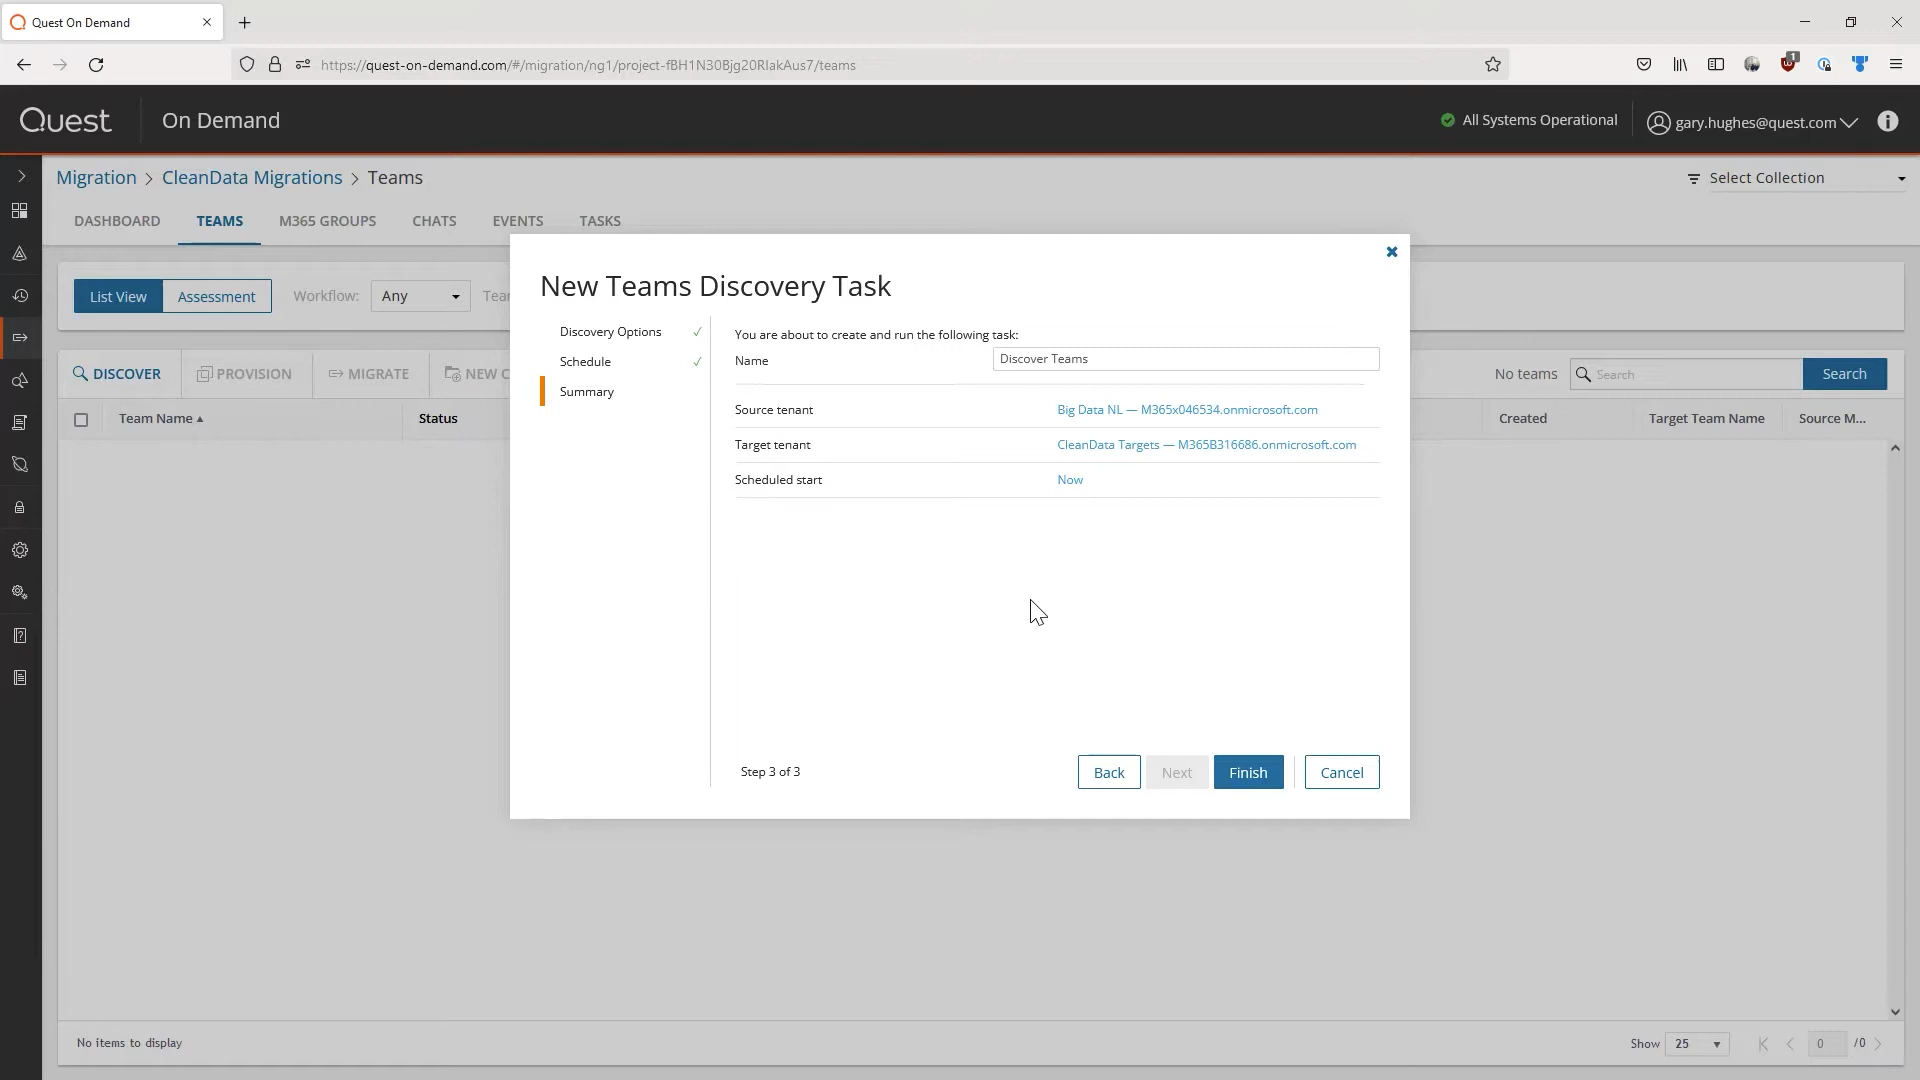 Quest On Demand
https://quest-on-demand.com/#/migration/ng1/project-fBH1N30Bjg20RIakAus7/teams
1
Quest On Demand
All Systems Operational
gary.hughes@quest.com
Migration > CleanData Migrations > Teams
Select Collection
DASHBOARD TEAMS M365 GROUPS CHATS EVENTS TASKS
List View Assessment Workflow: Any Tea
DISCOVER PROVISION MIGRATE NEW C
No teams Search Search
Team Name Status Created Target Team Name Source M...
New Teams Discovery Task
Discovery Options
Schedule
Summary
You are about to create and run the following task:
Name Discover Teams
Source tenant Big Data NL — M365x046534.onmicrosoft.com
Target tenant CleanData Targets — M365B316686.onmicrosoft.com
Scheduled start Now
Step 3 of 3 Back Next Finish Cancel
No items to display
Show 25 0 /0